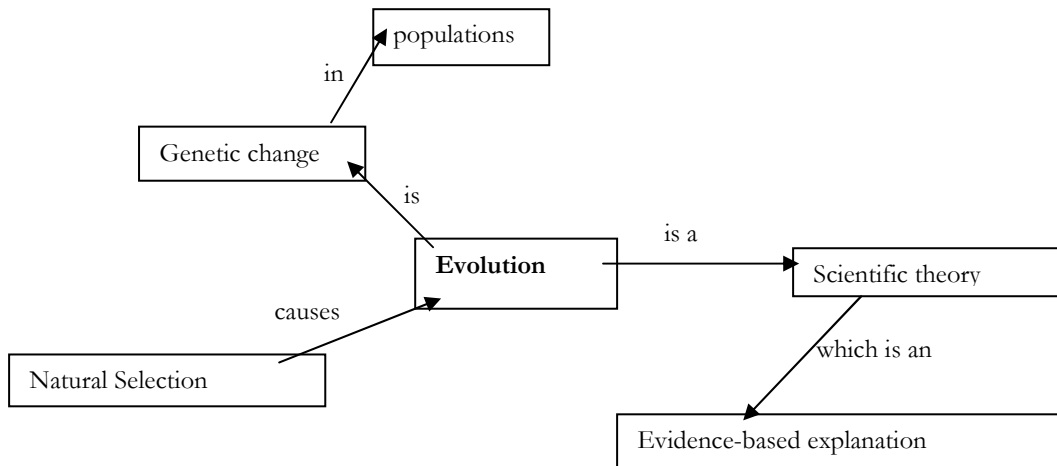 populations
in
Genetic change
is
is a
Evolution
Scientific theory
causes
which is an
Natural Selection
Evidence-based explanation